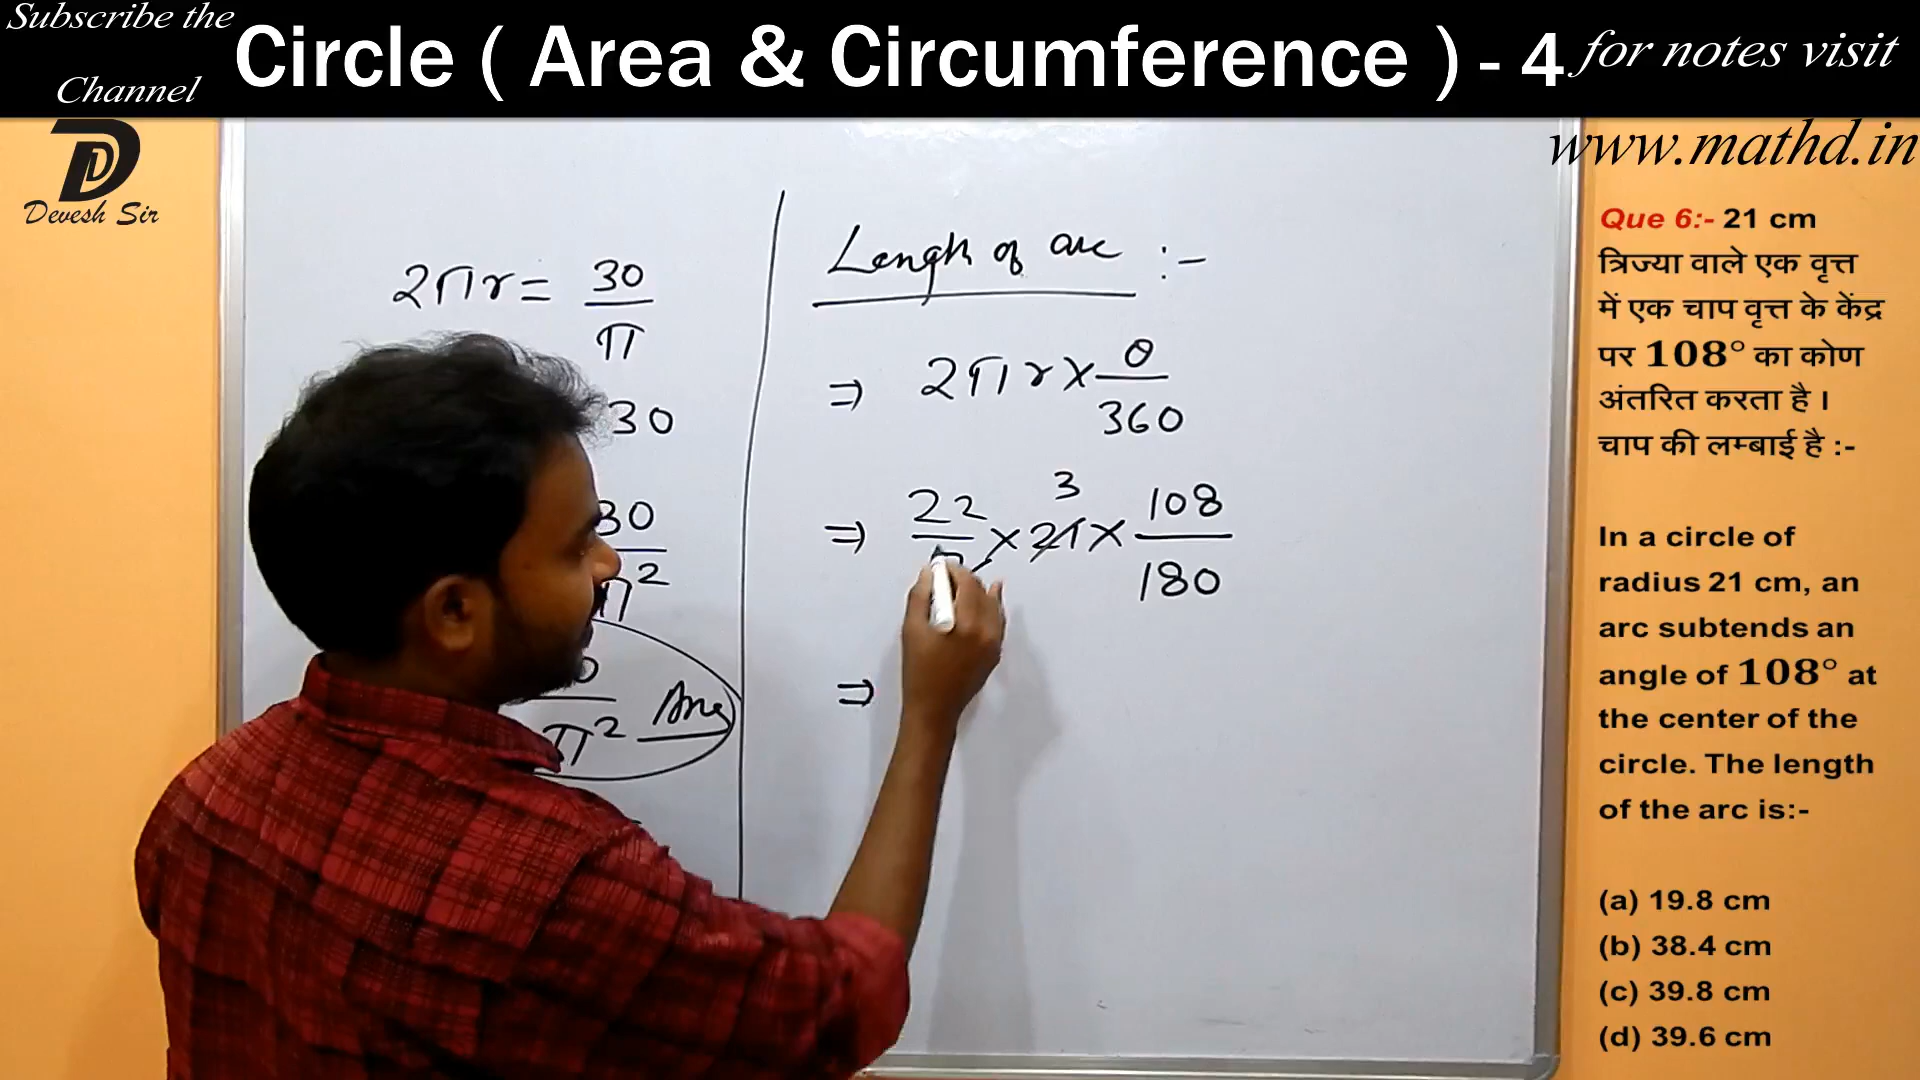 Subscribe the
Channel
Circle ( Area & Circumference ) - 4
for notes visit
www.mathd.in
D
Devesh Sir
2πr = 30/π
30
30
π²
π² Ans
Length of arc :-
⇒ 2πr × θ/360
3
⇒ 22/7 × 21 × 108/180
⇒
Que 6:- 21 cm
त्रिज्या वाले एक वृत्त
में एक चाप वृत्त के केंद्र
पर 108° का कोण
अंतरित करता है ।
चाप की लम्बाई है :-
In a circle of
radius 21 cm, an
arc subtends an
angle of 108° at
the center of the
circle. The length
of the arc is:-
(a) 19.8 cm
(b) 38.4 cm
(c) 39.8 cm
(d) 39.6 cm